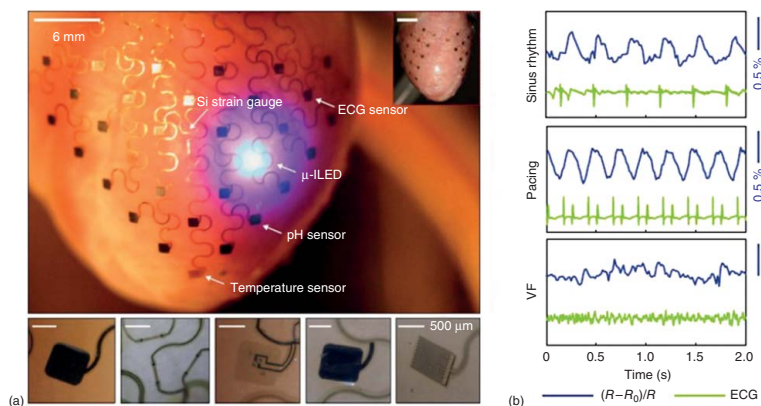 6 mm
Si strain gauge
ECG sensor
μ-ILED
pH sensor
Temperature sensor
500 μm
(a)
Sinus rhythm
0.5 %
Pacing
0.5 %
VF
0 0.5 1.0 1.5 2.0
Time (s)
(b)
(R−R₀)/R
ECG